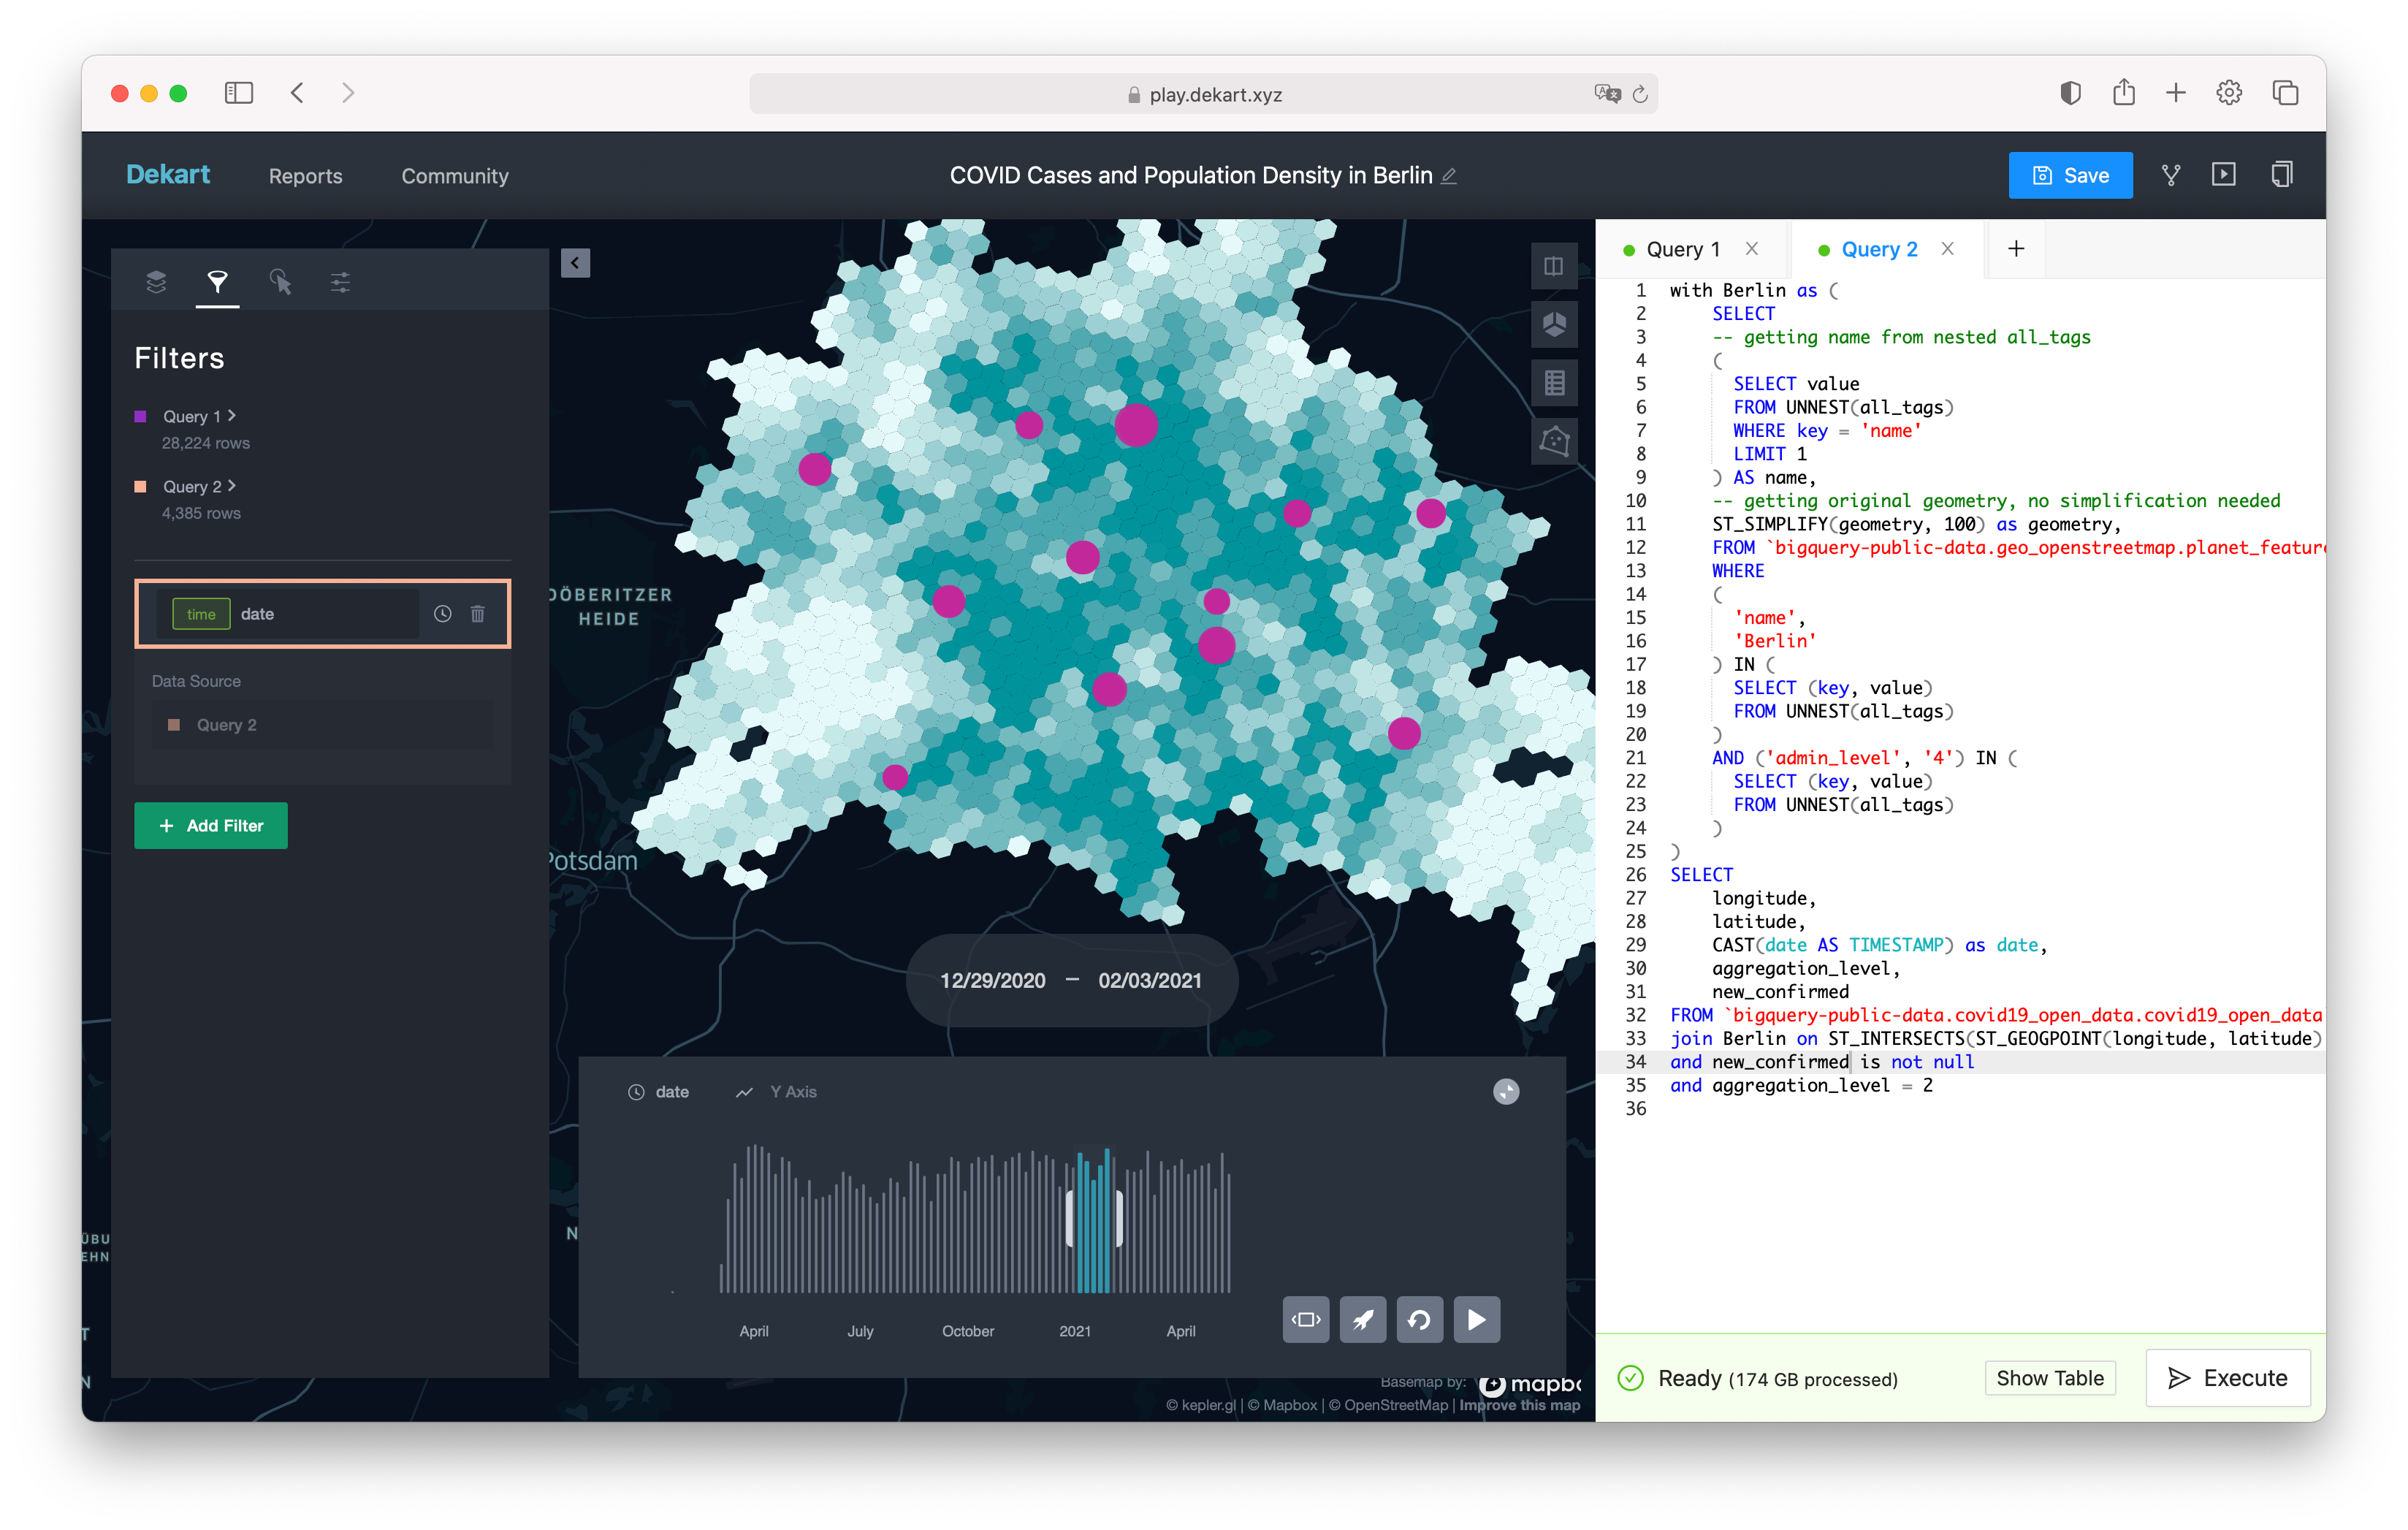 play.dekart.xyz
Dekart
Reports
Community
COVID Cases and Population Density in Berlin
Save
Filters
Query 1
28,224 rows
Query 2
4,385 rows
time
date
Data Source
Query 2
+ Add Filter
DÖBERITZER
HEIDE
Potsdam
12/29/2020 – 02/03/2021
date
Y Axis
April
July
October
2021
April
ÜBU
EHN
N
T
N
Basemap by:
mapbo
© kepler.gl | © Mapbox | © OpenStreetMap | Improve this map
Query 1
Query 2
1 with Berlin as (
2 SELECT
3 -- getting name from nested all_tags
4 (
5 SELECT value
6 FROM UNNEST(all_tags)
7 WHERE key = 'name'
8 LIMIT 1
9 ) AS name,
10 -- getting original geometry, no simplification needed
11 ST_SIMPLIFY(geometry, 100) as geometry,
12 FROM `bigquery-public-data.geo_openstreetmap.planet_feature
13 WHERE
14 (
15 'name',
16 'Berlin'
17 ) IN (
18 SELECT (key, value)
19 FROM UNNEST(all_tags)
20 )
21 AND ('admin_level', '4') IN (
22 SELECT (key, value)
23 FROM UNNEST(all_tags)
24 )
25 )
26 SELECT
27 longitude,
28 latitude,
29 CAST(date AS TIMESTAMP) as date,
30 aggregation_level,
31 new_confirmed
32 FROM `bigquery-public-data.covid19_open_data.covid19_open_data`
33 join Berlin on ST_INTERSECTS(ST_GEOGPOINT(longitude, latitude)
34 and new_confirmed is not null
35 and aggregation_level = 2
36
Ready (174 GB processed)
Show Table
Execute